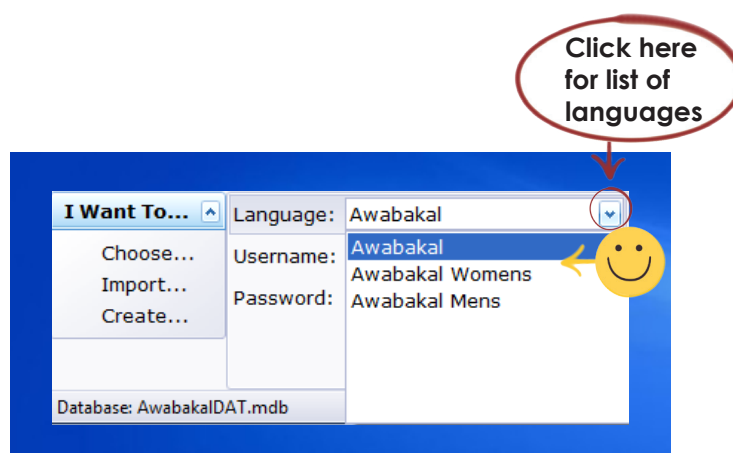 Click here
for list of
languages
I Want To...
Language: Awabakal
Choose...
Import...
Create...
Username:
Password:
Awabakal
Awabakal Womens
Awabakal Mens
Database: AwabakalDAT.mdb